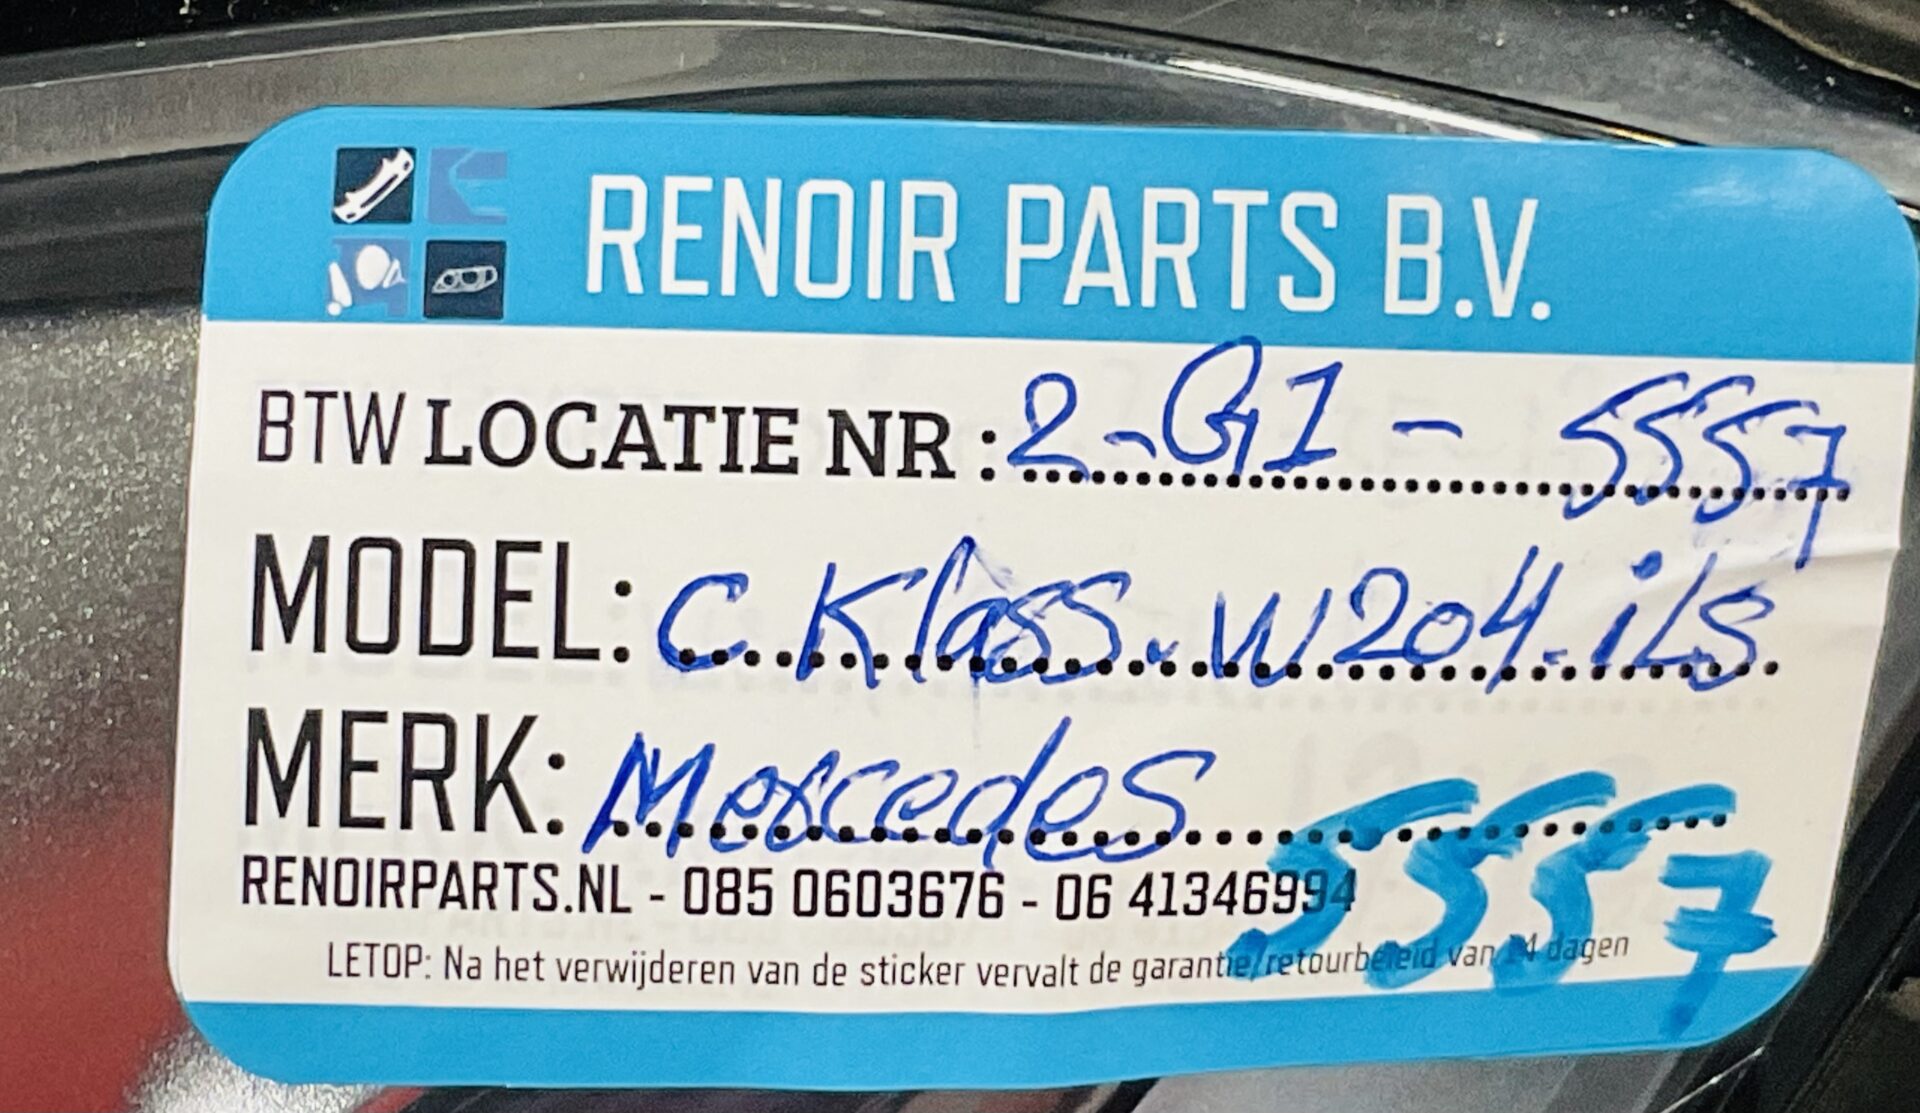 RENOIR PARTS B.V.
BTW LOCATIE NR : 2-G1 - 5557
MODEL: C.Klass.W204.iLS
MERK: Mercedes
5557
RENOIRPARTS.NL - 085 0603676 - 06 41346994
LETOP: Na het verwijderen van de sticker vervalt de garantie/retourbeleid van 14 dagen